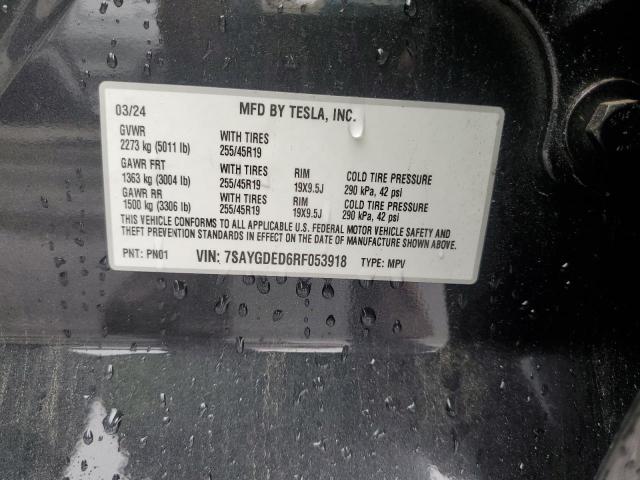 03/24 MFD BY TESLA, INC.
GVWR WITH TIRES
2273 kg (5011 lb) 255/45R19
GAWR FRT WITH TIRES RIM COLD TIRE PRESSURE
1363 kg (3004 lb) 255/45R19 19X9.5J 290 kPa, 42 psi
GAWR RR WITH TIRES RIM COLD TIRE PRESSURE
1500 kg (3306 lb) 255/45R19 19X9.5J 290 kPa, 42 psi
THIS VEHICLE CONFORMS TO ALL APPLICABLE U.S. FEDERAL MOTOR VEHICLE SAFETY AND
THEFT PREVENTION STANDARDS IN EFFECT ON THE DATE OF MANUFACTURE SHOWN ABOVE.
PNT: PN01 VIN: 7SAYGDED6RF053918 TYPE: MPV